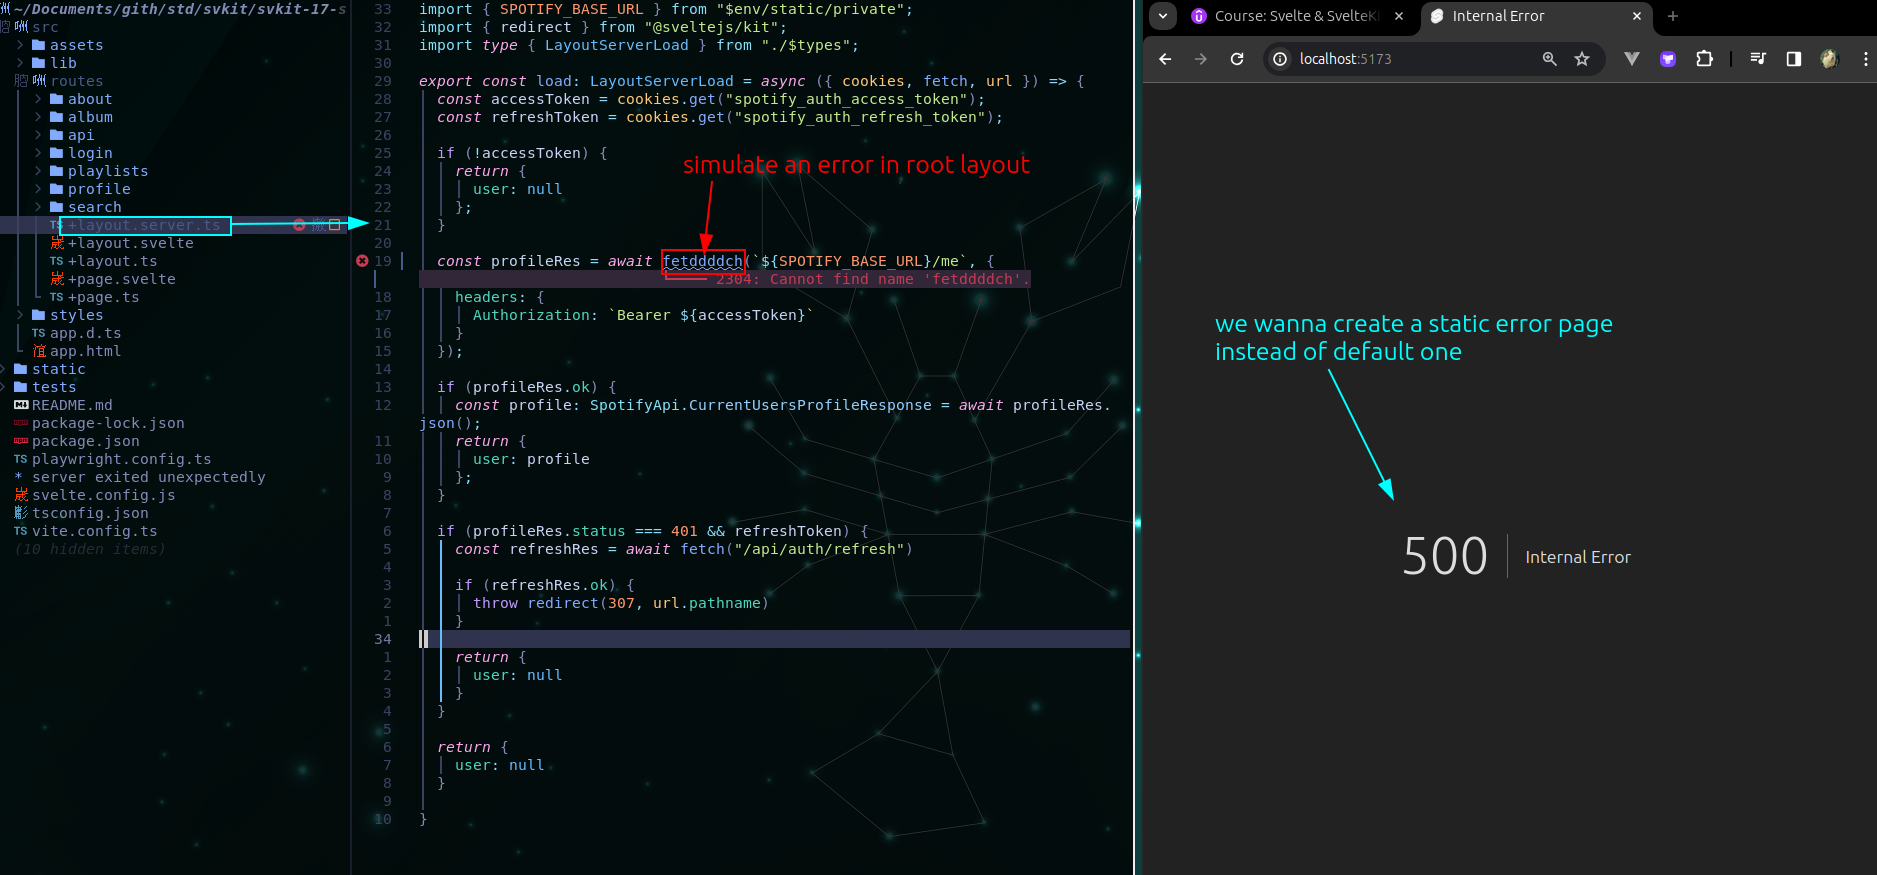 ~/Documents/gith/std/svkit/svkit-17-s
src
assets
lib
routes
about
album
api
login
playlists
profile
search
TS +layout.server.ts
+layout.svelte
TS +layout.ts
+page.svelte
TS +page.ts
styles
TS app.d.ts
app.html
static
tests
README.md
package-lock.json
package.json
TS playwright.config.ts
* server exited unexpectedly
svelte.config.js
tsconfig.json
TS vite.config.ts
(10 hidden items)
33 import { SPOTIFY_BASE_URL } from "$env/static/private";
32 import { redirect } from "@sveltejs/kit";
31 import type { LayoutServerLoad } from "./$types";
30
29 export const load: LayoutServerLoad = async ({ cookies, fetch, url }) => {
28 const accessToken = cookies.get("spotify_auth_access_token");
27 const refreshToken = cookies.get("spotify_auth_refresh_token");
26
25 if (!accessToken) {
simulate an error in root layout
24 return {
23 user: null
22 };
21 }
20
19 const profileRes = await fetddddch(`${SPOTIFY_BASE_URL}/me`, {
2304: Cannot find name 'fetddddch'.
18 headers: {
17 Authorization: `Bearer ${accessToken}`
16 }
15 });
14
13 if (profileRes.ok) {
12 const profile: SpotifyApi.CurrentUsersProfileResponse = await profileRes.
json();
11 return {
10 user: profile
9 };
8 }
7
6 if (profileRes.status === 401 && refreshToken) {
5 const refreshRes = await fetch("/api/auth/refresh")
4
3 if (refreshRes.ok) {
2 throw redirect(307, url.pathname)
1 }
34
1 return {
2 user: null
3 }
4 }
5
6 return {
7 user: null
8 }
9
10 }
Course: Svelte & SvelteK
Internal Error
localhost:5173
we wanna create a static error page
instead of default one
500
Internal Error